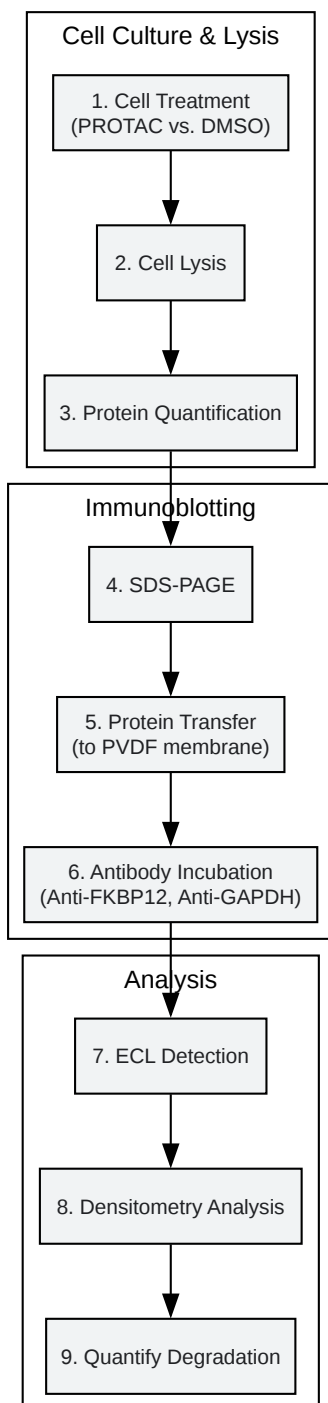 Cell Culture & Lysis
1. Cell Treatment
(PROTAC vs. DMSO)
2. Cell Lysis
3. Protein Quantification
Immunoblotting
4. SDS-PAGE
5. Protein Transfer
(to PVDF membrane)
6. Antibody Incubation
(Anti-FKBP12, Anti-GAPDH)
Analysis
7. ECL Detection
8. Densitometry Analysis
9. Quantify Degradation